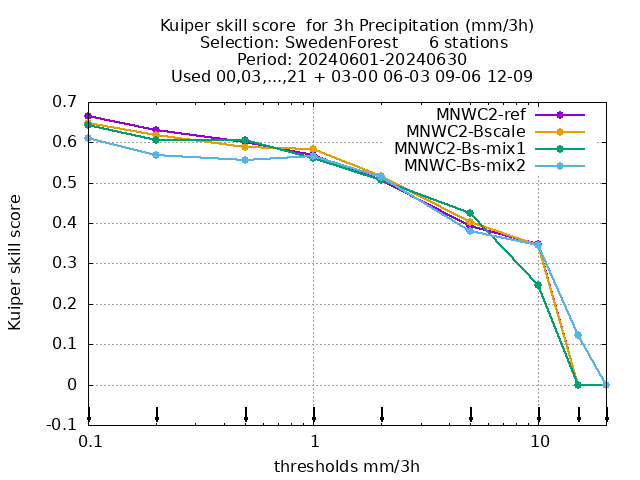 Kuiper skill score  for 3h Precipitation (mm/3h)
Selection: SwedenForest      6 stations
Period: 20240601-20240630
Used 00,03,...,21 + 03-00 06-03 09-06 12-09
MNWC2-ref
MNWC2-Bscale
MNWC2-Bs-mix1
MNWC-Bs-mix2
Kuiper skill score
0.7
0.6
0.5
0.4
0.3
0.2
0.1
0
-0.1
0.1 1 10
thresholds mm/3h